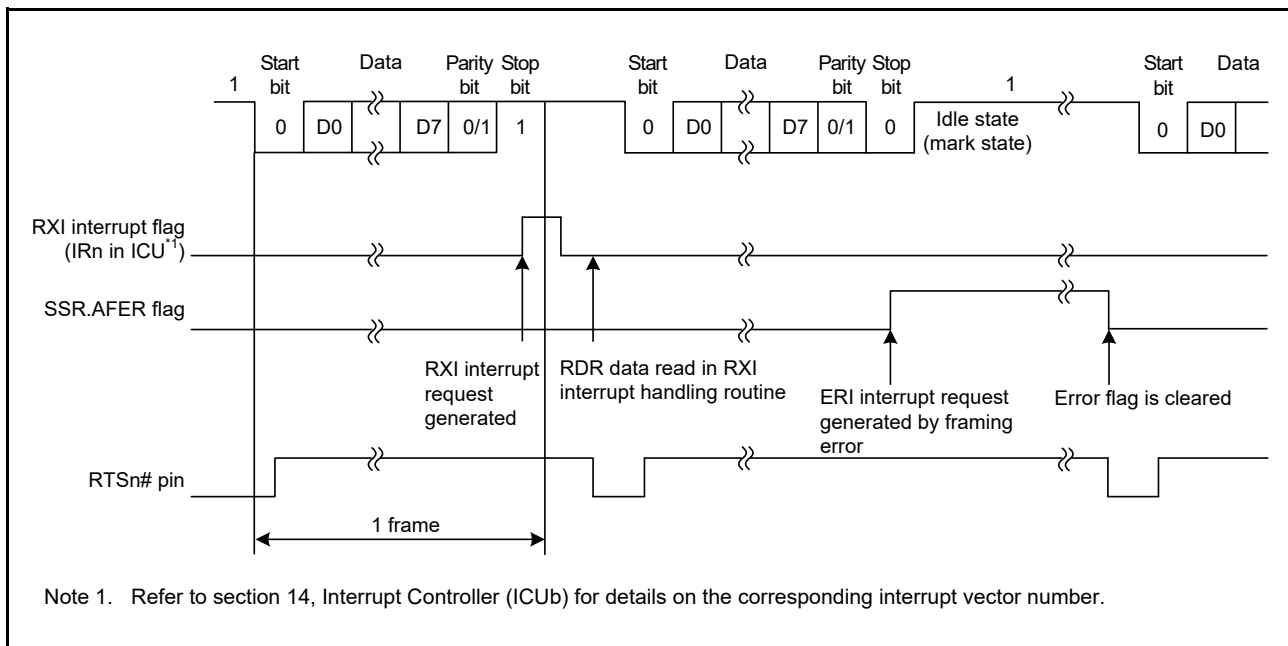 Start bit
Data
Parity bit
Stop bit
Start bit
Data
Parity bit
Stop bit
Start bit
Data
1
1
0
D0
D7
0/1
1
0
D0
D7
0/1
0
Idle state
(mark state)
0
D0
RXI interrupt flag
(IRn in ICU*1)
SSR.AFER flag
RXI interrupt
request
generated
RDR data read in RXI
interrupt handling routine
ERI interrupt request
generated by framing
error
Error flag is cleared
RTSn# pin
1 frame
Note 1. Refer to section 14, Interrupt Controller (ICUb) for details on the corresponding interrupt vector number.